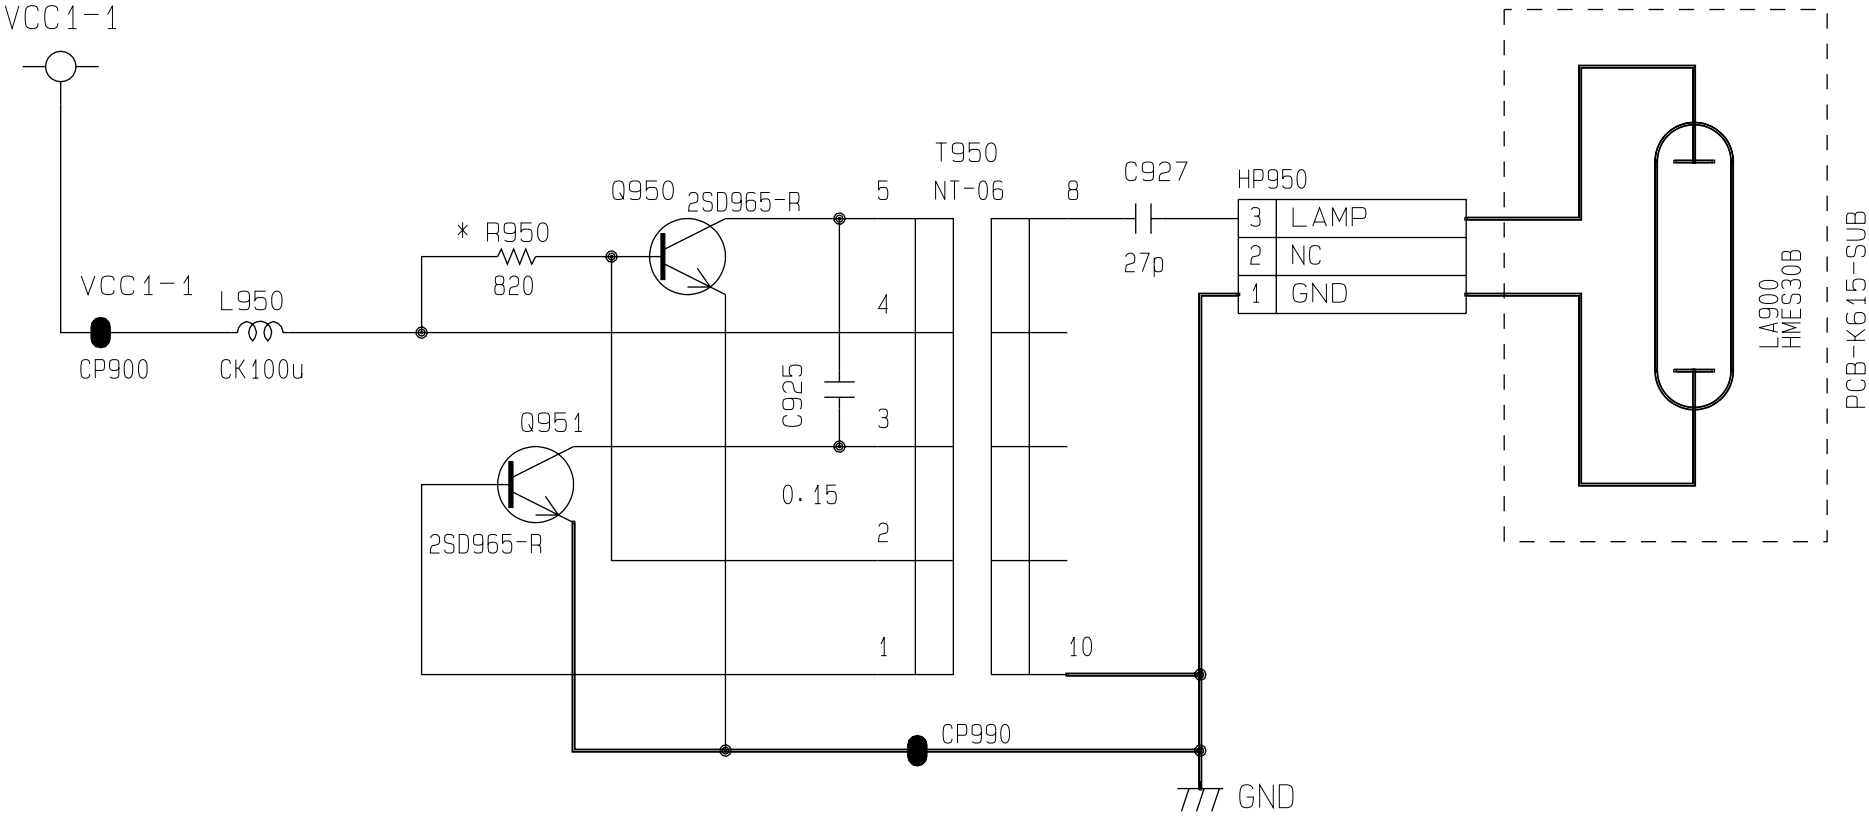 VCC1-1
T950
NT-06
C927
27p
HP950
3 LAMP
2 NC
1 GND
Q950
2SD965-R
5
8
* R950
820
VCC1-1
L950
CP900
CK100u
4
C925
0.15
3
Q951
2SD965-R
2
1
10
CP990
GND
LA900
HMES30B
PCB-K615-SUB